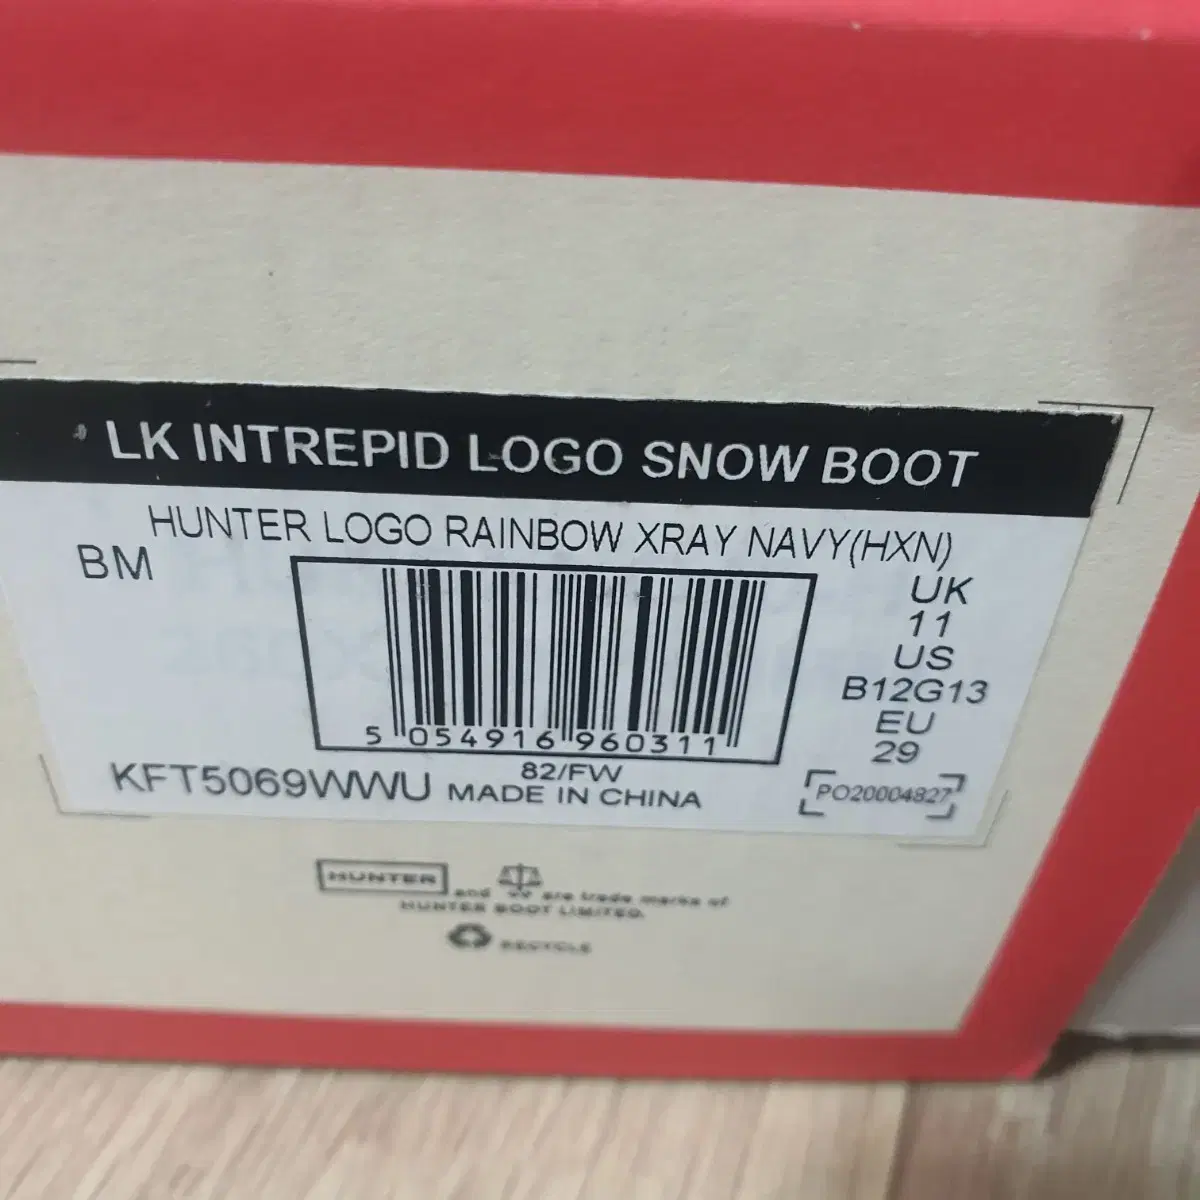 LK INTREPID LOGO SNOW BOOT
HUNTER LOGO RAINBOW XRAY NAVY(HXN)
BM
UK
11
US
B12G13
EU
29
5 054916 960311
82/FW
KFT5069WWU MADE IN CHINA
PO20004827
HUNTER and are trade marks of
HUNTER BOOT LIMITED.
RECYCLE